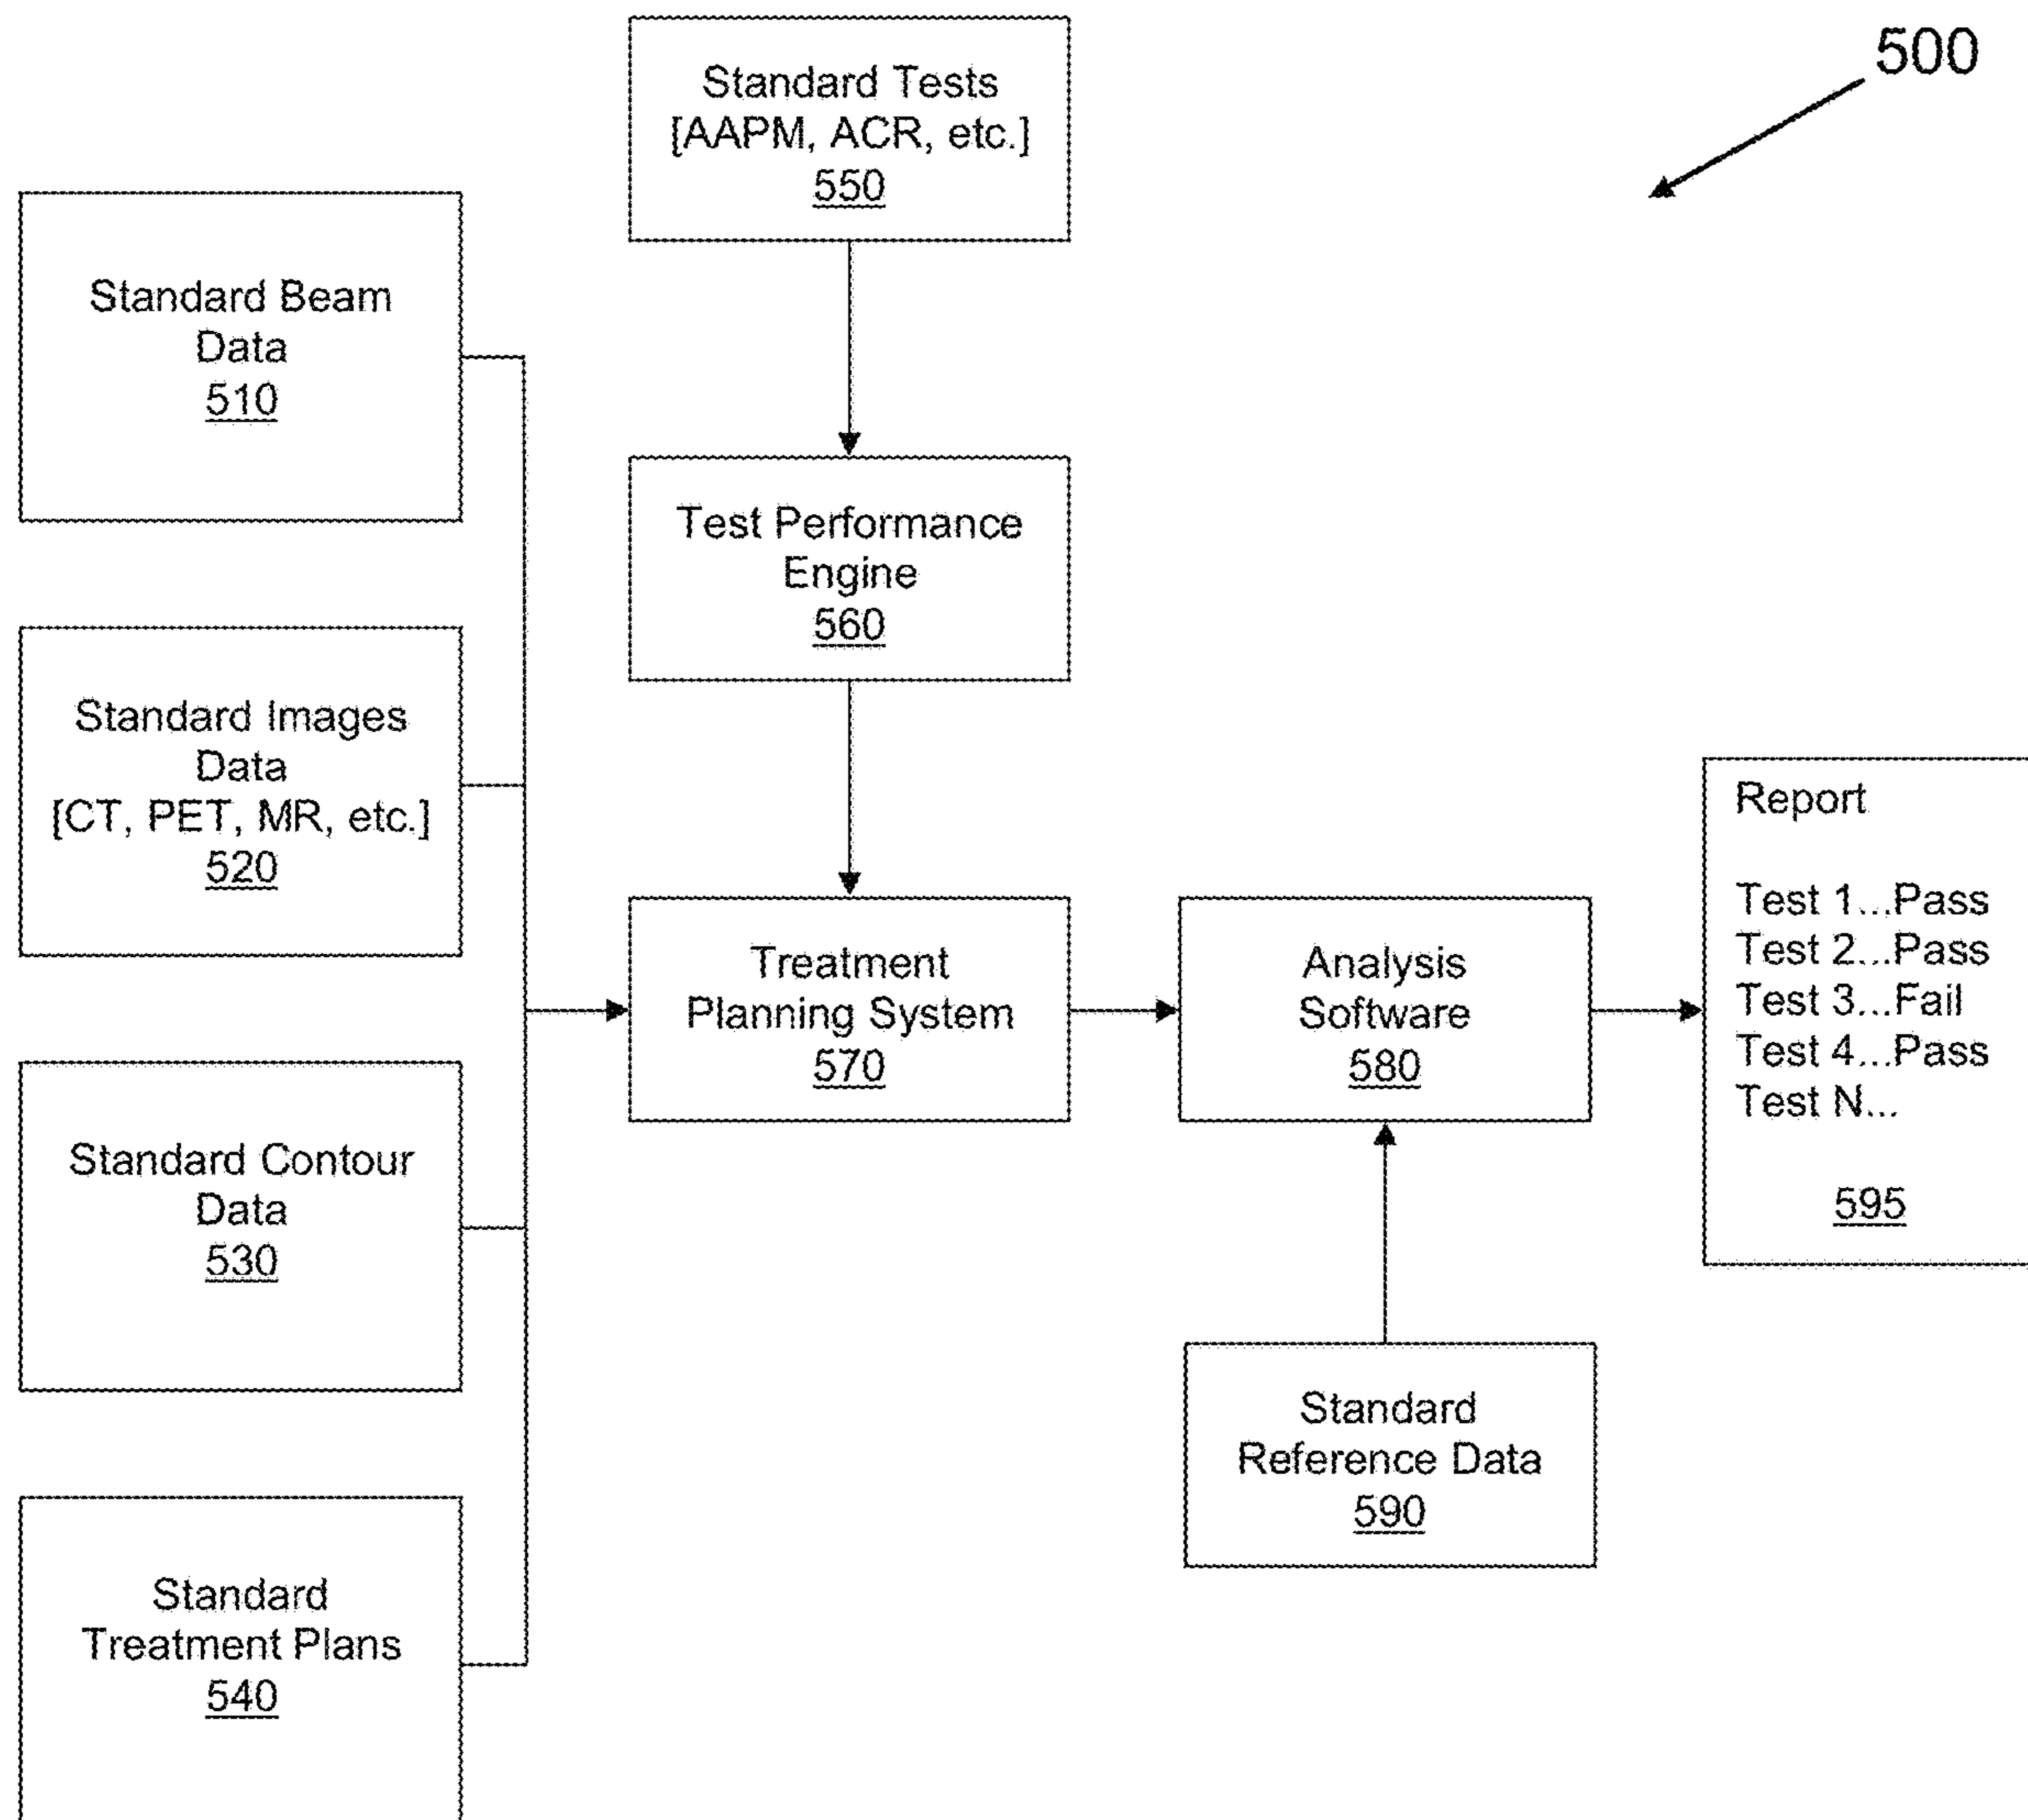 500
Standard Tests
[AAPM, ACR, etc.]
550
Standard Beam
Data
510
Test Performance
Engine
560
Standard Images
Data
[CT, PET, MR, etc.]
520
Treatment
Planning System
570
Analysis
Software
580
Report
Test 1...Pass
Test 2...Pass
Test 3...Fail
Test 4...Pass
Test N...
595
Standard Contour
Data
530
Standard
Reference Data
590
Standard
Treatment Plans
540